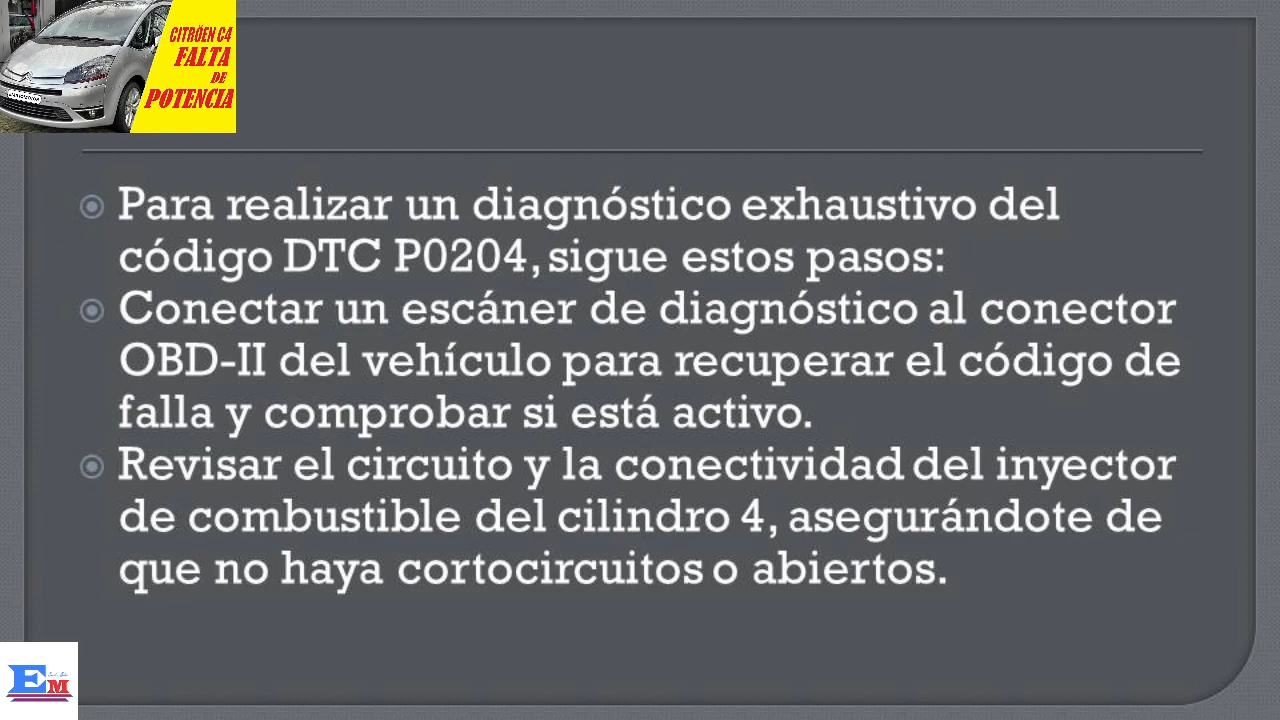 CITRÖEN C4
FALTA
DE
POTENCIA
Para realizar un diagnóstico exhaustivo del
código DTC P0204, sigue estos pasos:
Conectar un escáner de diagnóstico al conector
OBD-II del vehículo para recuperar el código de
falla y comprobar si está activo.
Revisar el circuito y la conectividad del inyector
de combustible del cilindro 4, asegurándote de
que no haya cortocircuitos o abiertos.
EM